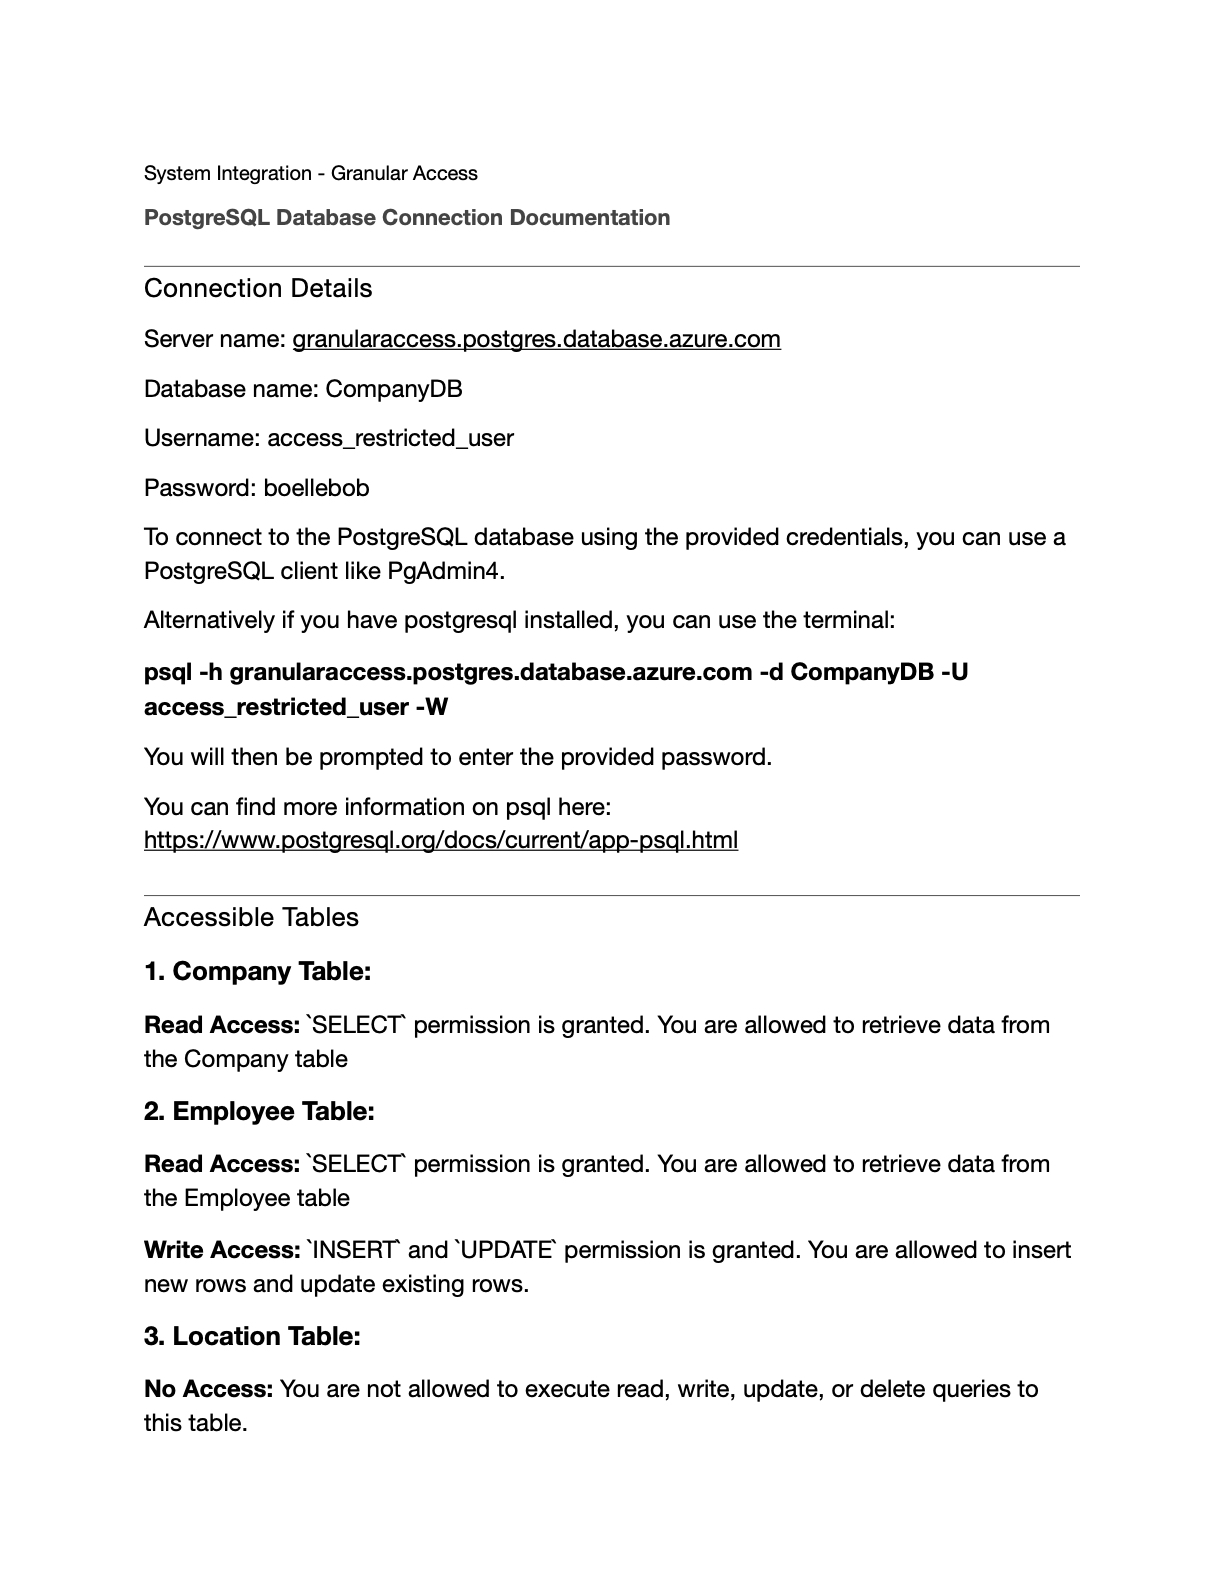 System Integration - Granular Access
PostgreSQL Database Connection Documentation
Connection Details
Server name: granularaccess.postgres.database.azure.com
Database name: CompanyDB
Username: access_restricted_user
Password: boellebob
To connect to the PostgreSQL database using the provided credentials, you can use a
PostgreSQL client like PgAdmin4.
Alternatively if you have postgresql installed, you can use the terminal:
psql -h granularaccess.postgres.database.azure.com -d CompanyDB -U
access_restricted_user -W
You will then be prompted to enter the provided password.
You can find more information on psql here:
https://www.postgresql.org/docs/current/app-psql.html
Accessible Tables
1. Company Table:
Read Access: `SELECT` permission is granted. You are allowed to retrieve data from
the Company table
2. Employee Table:
Read Access: `SELECT` permission is granted. You are allowed to retrieve data from
the Employee table
Write Access: `INSERT` and `UPDATE` permission is granted. You are allowed to insert
new rows and update existing rows.
3. Location Table:
No Access: You are not allowed to execute read, write, update, or delete queries to
this table.